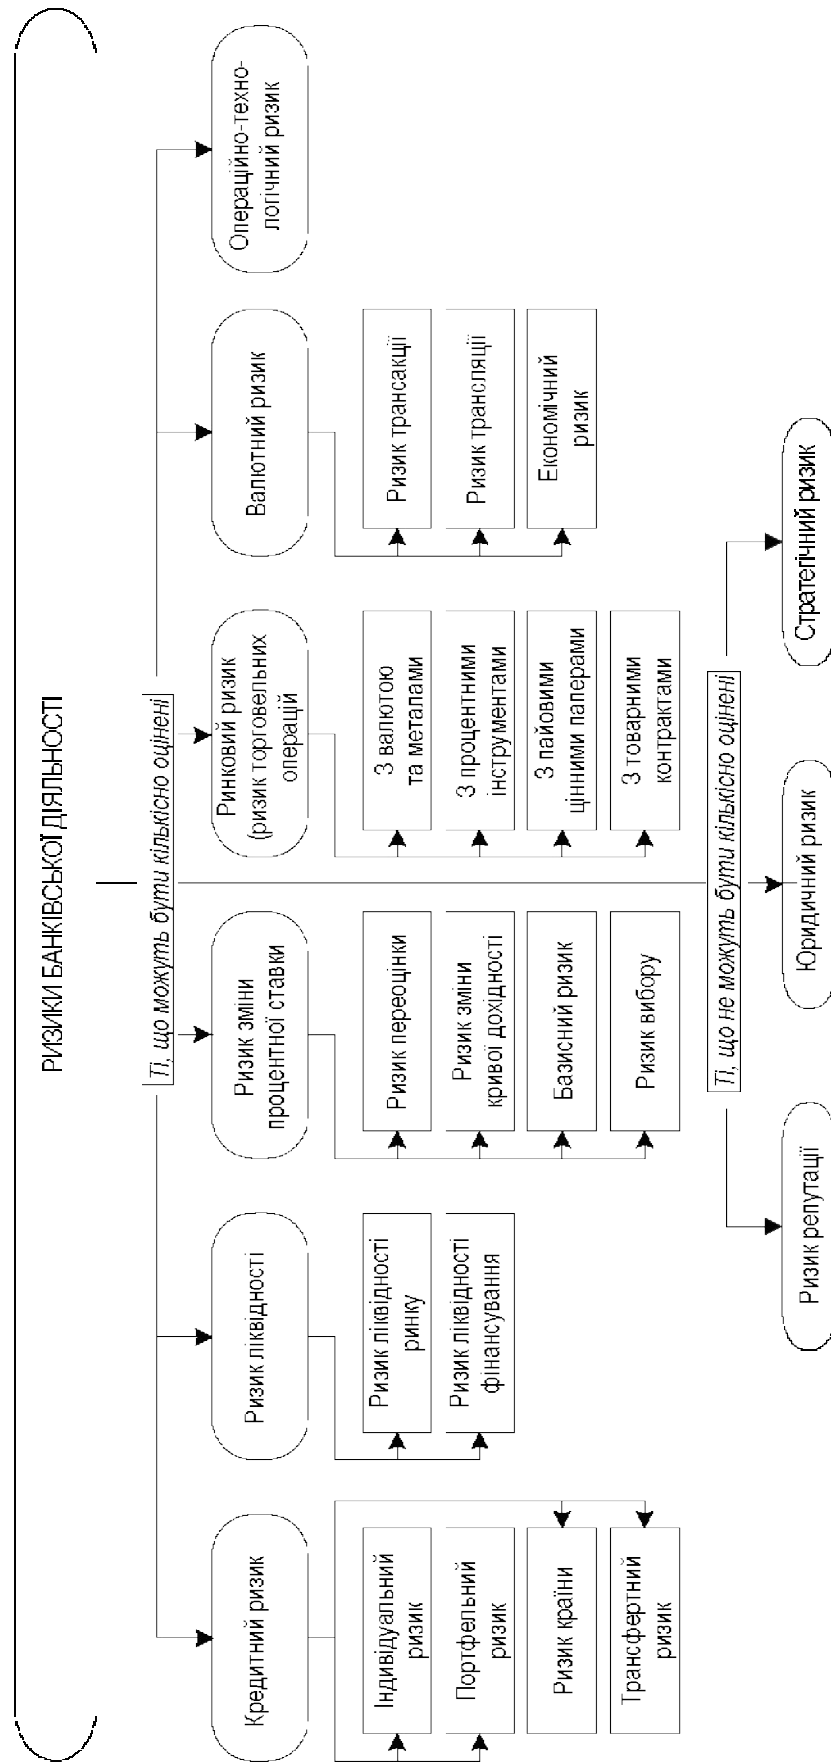 РИЗИКИ БАНКІВСЬКОЇ ДІЯЛЬНОСТІ
Ті, що можуть бути кількісно оцінені
Кредитний ризик
Індивідуальний
ризик
Портфельний
ризик
Ризик країни
Трансфертний
ризик
Ризик ліквідності
Ризик ліквідності
ринку
Ризик ліквідності
фінансування
Ризик зміни
процентної ставки
Ризик переоцінки
Ризик зміни
кривої дохідності
Базисний ризик
Ризик вибору
Ринковий ризик
(ризик торговельних
операцій
З валютою
та металами
З процентними
інструментами
З пайовими
цінними паперами
З товарними
контрактами
Валютний ризик
Ризик трансакції
Ризик трансляції
Економічний
ризик
Операційно-техно-
логічний ризик
Ті, що не можуть бути кількісно оцінені
Ризик репутації
Юридичний ризик
Стратегічний ризик